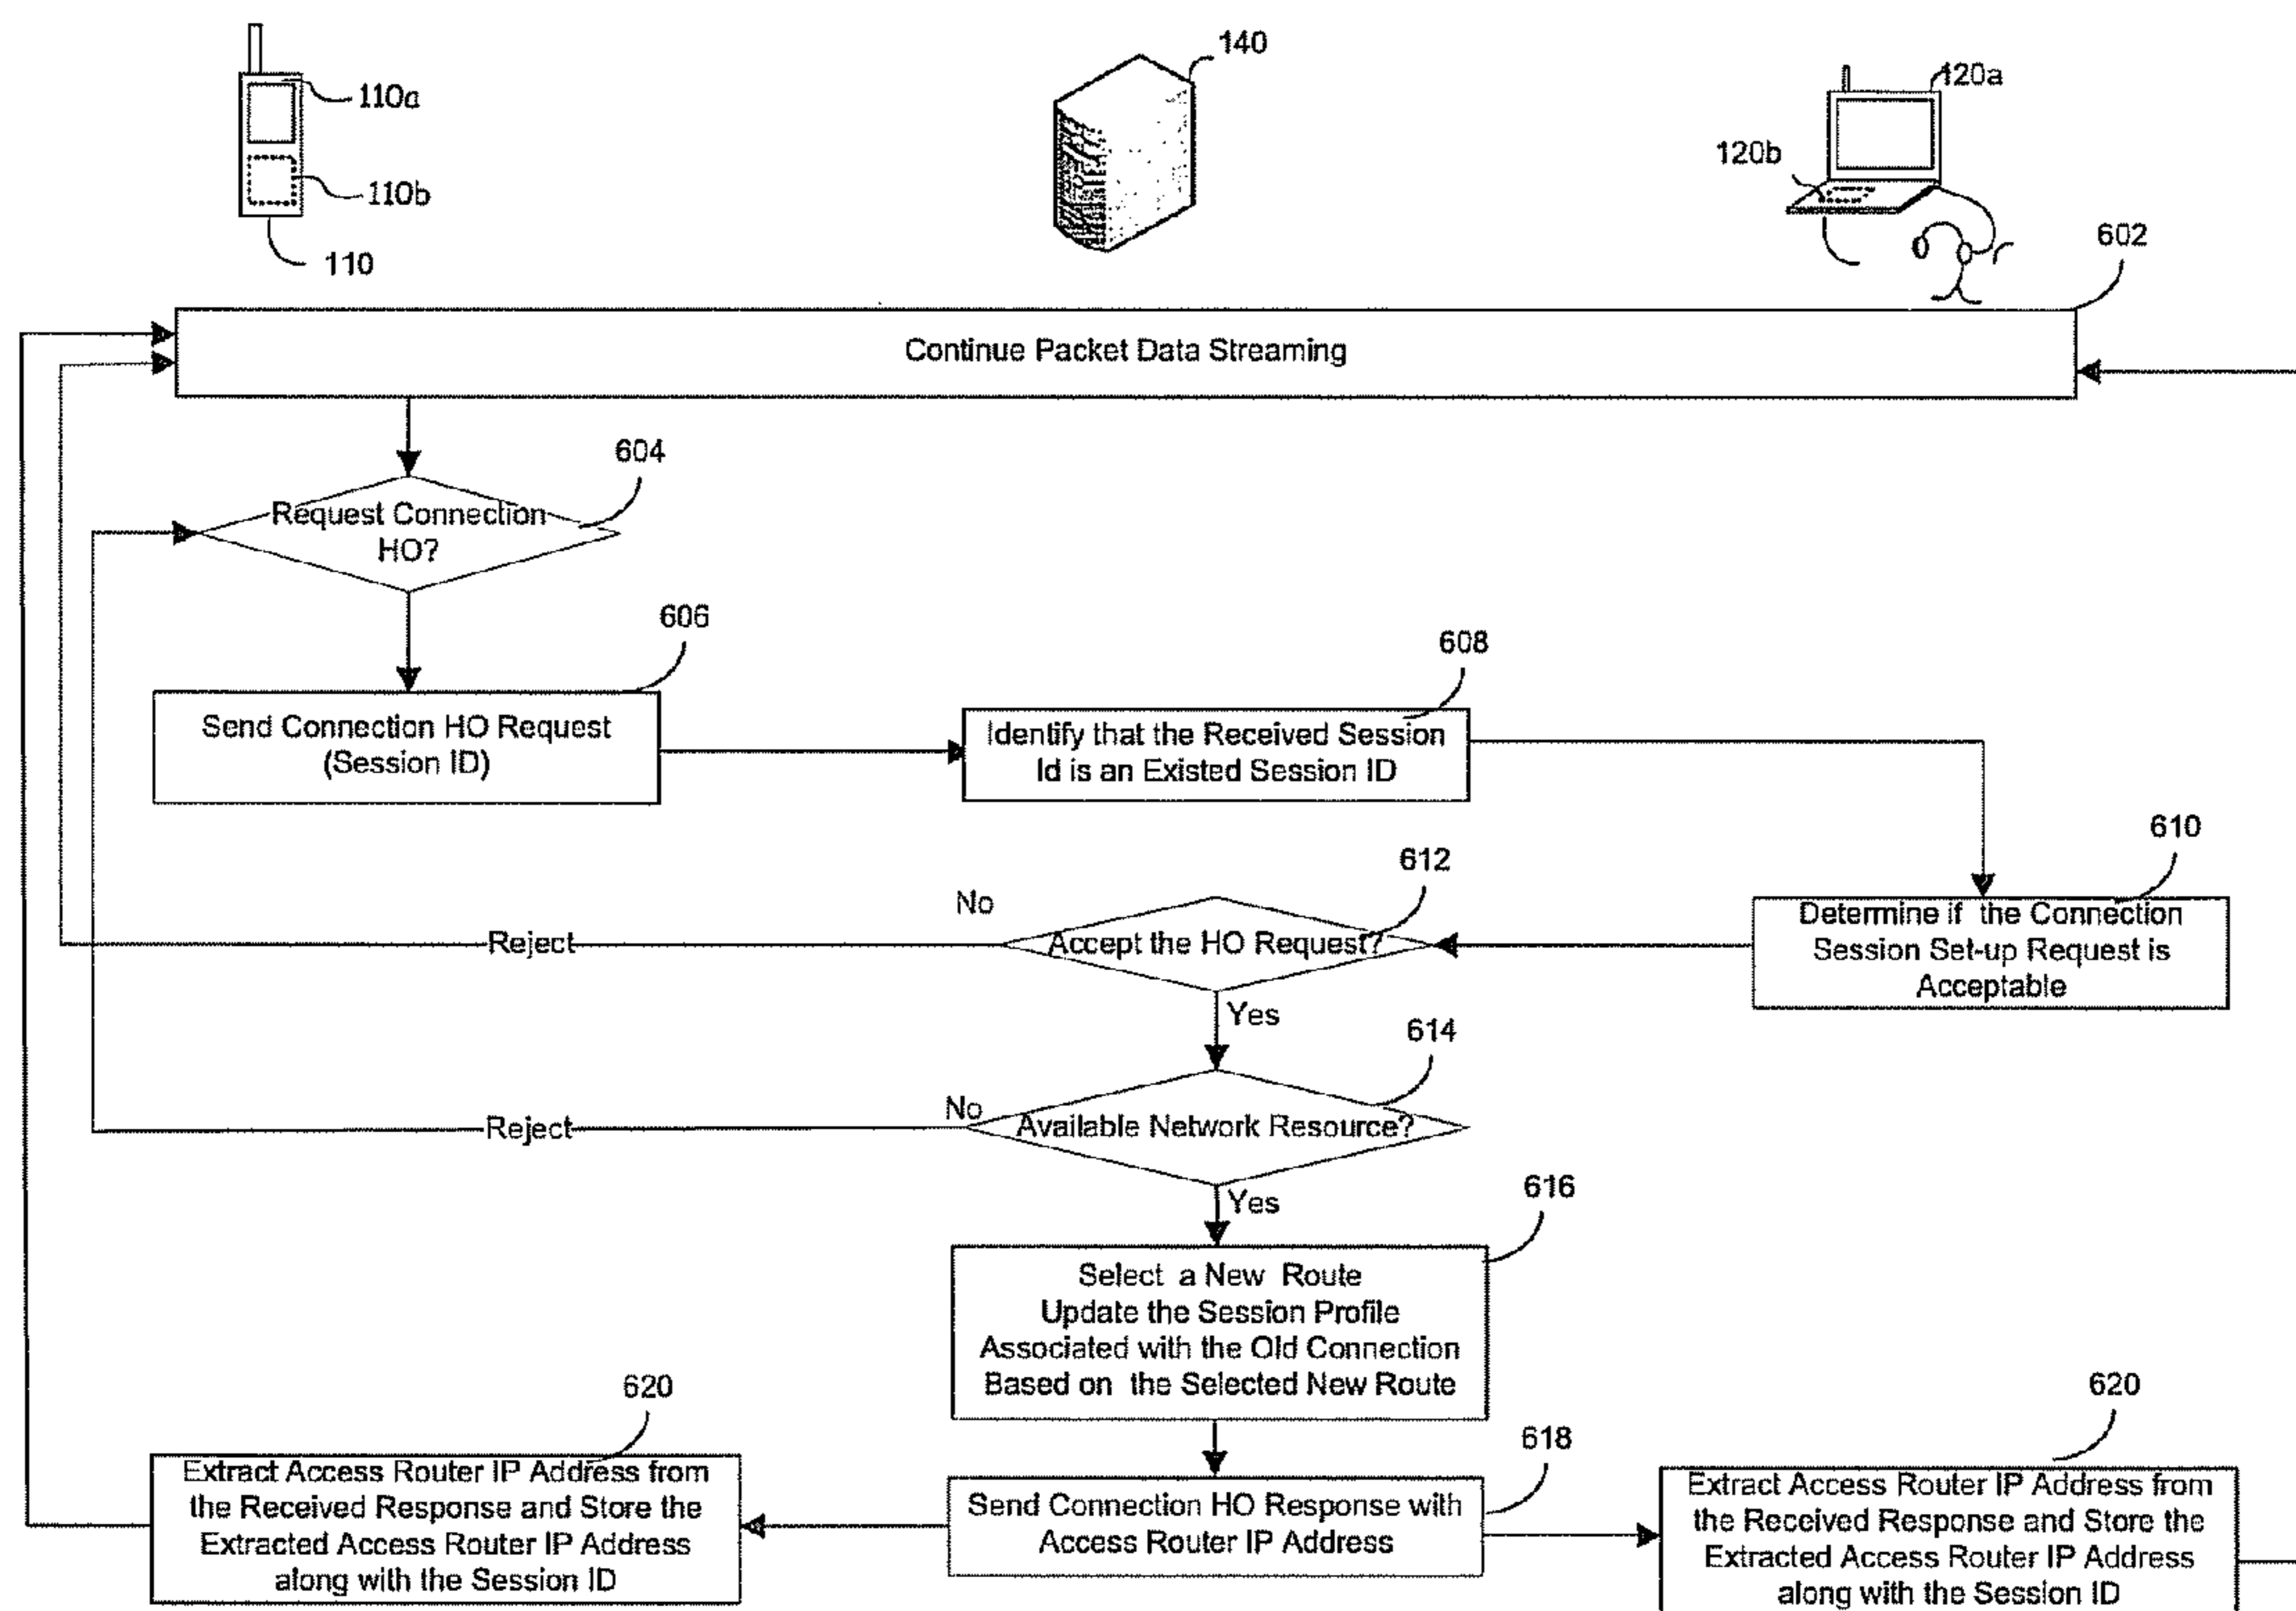 140
110a
120a
120b
110b
110
602
Continue Packet Data Streaming
604
Request Connection
HO?
606
608
Send Connection HO Request
(Session ID)
Identify that the Received Session
Id is an Existed Session ID
610
612
No
Determine if the Connection
Session Set-up Request is
Acceptable
Reject
Accept the HO Request?
Yes
614
No
Reject
Available Network Resource?
Yes
616
Select a New Route
Update the Session Profile
Associated with the Old Connection
Based on the Selected New Route
620
620
618
Extract Access Router IP Address from
the Received Response and Store the
Extracted Access Router IP Address
along with the Session ID
Send Connection HO Response with
Access Router IP Address
Extract Access Router IP Address from
the Received Response and Store the
Extracted Access Router IP Address
along with the Session ID